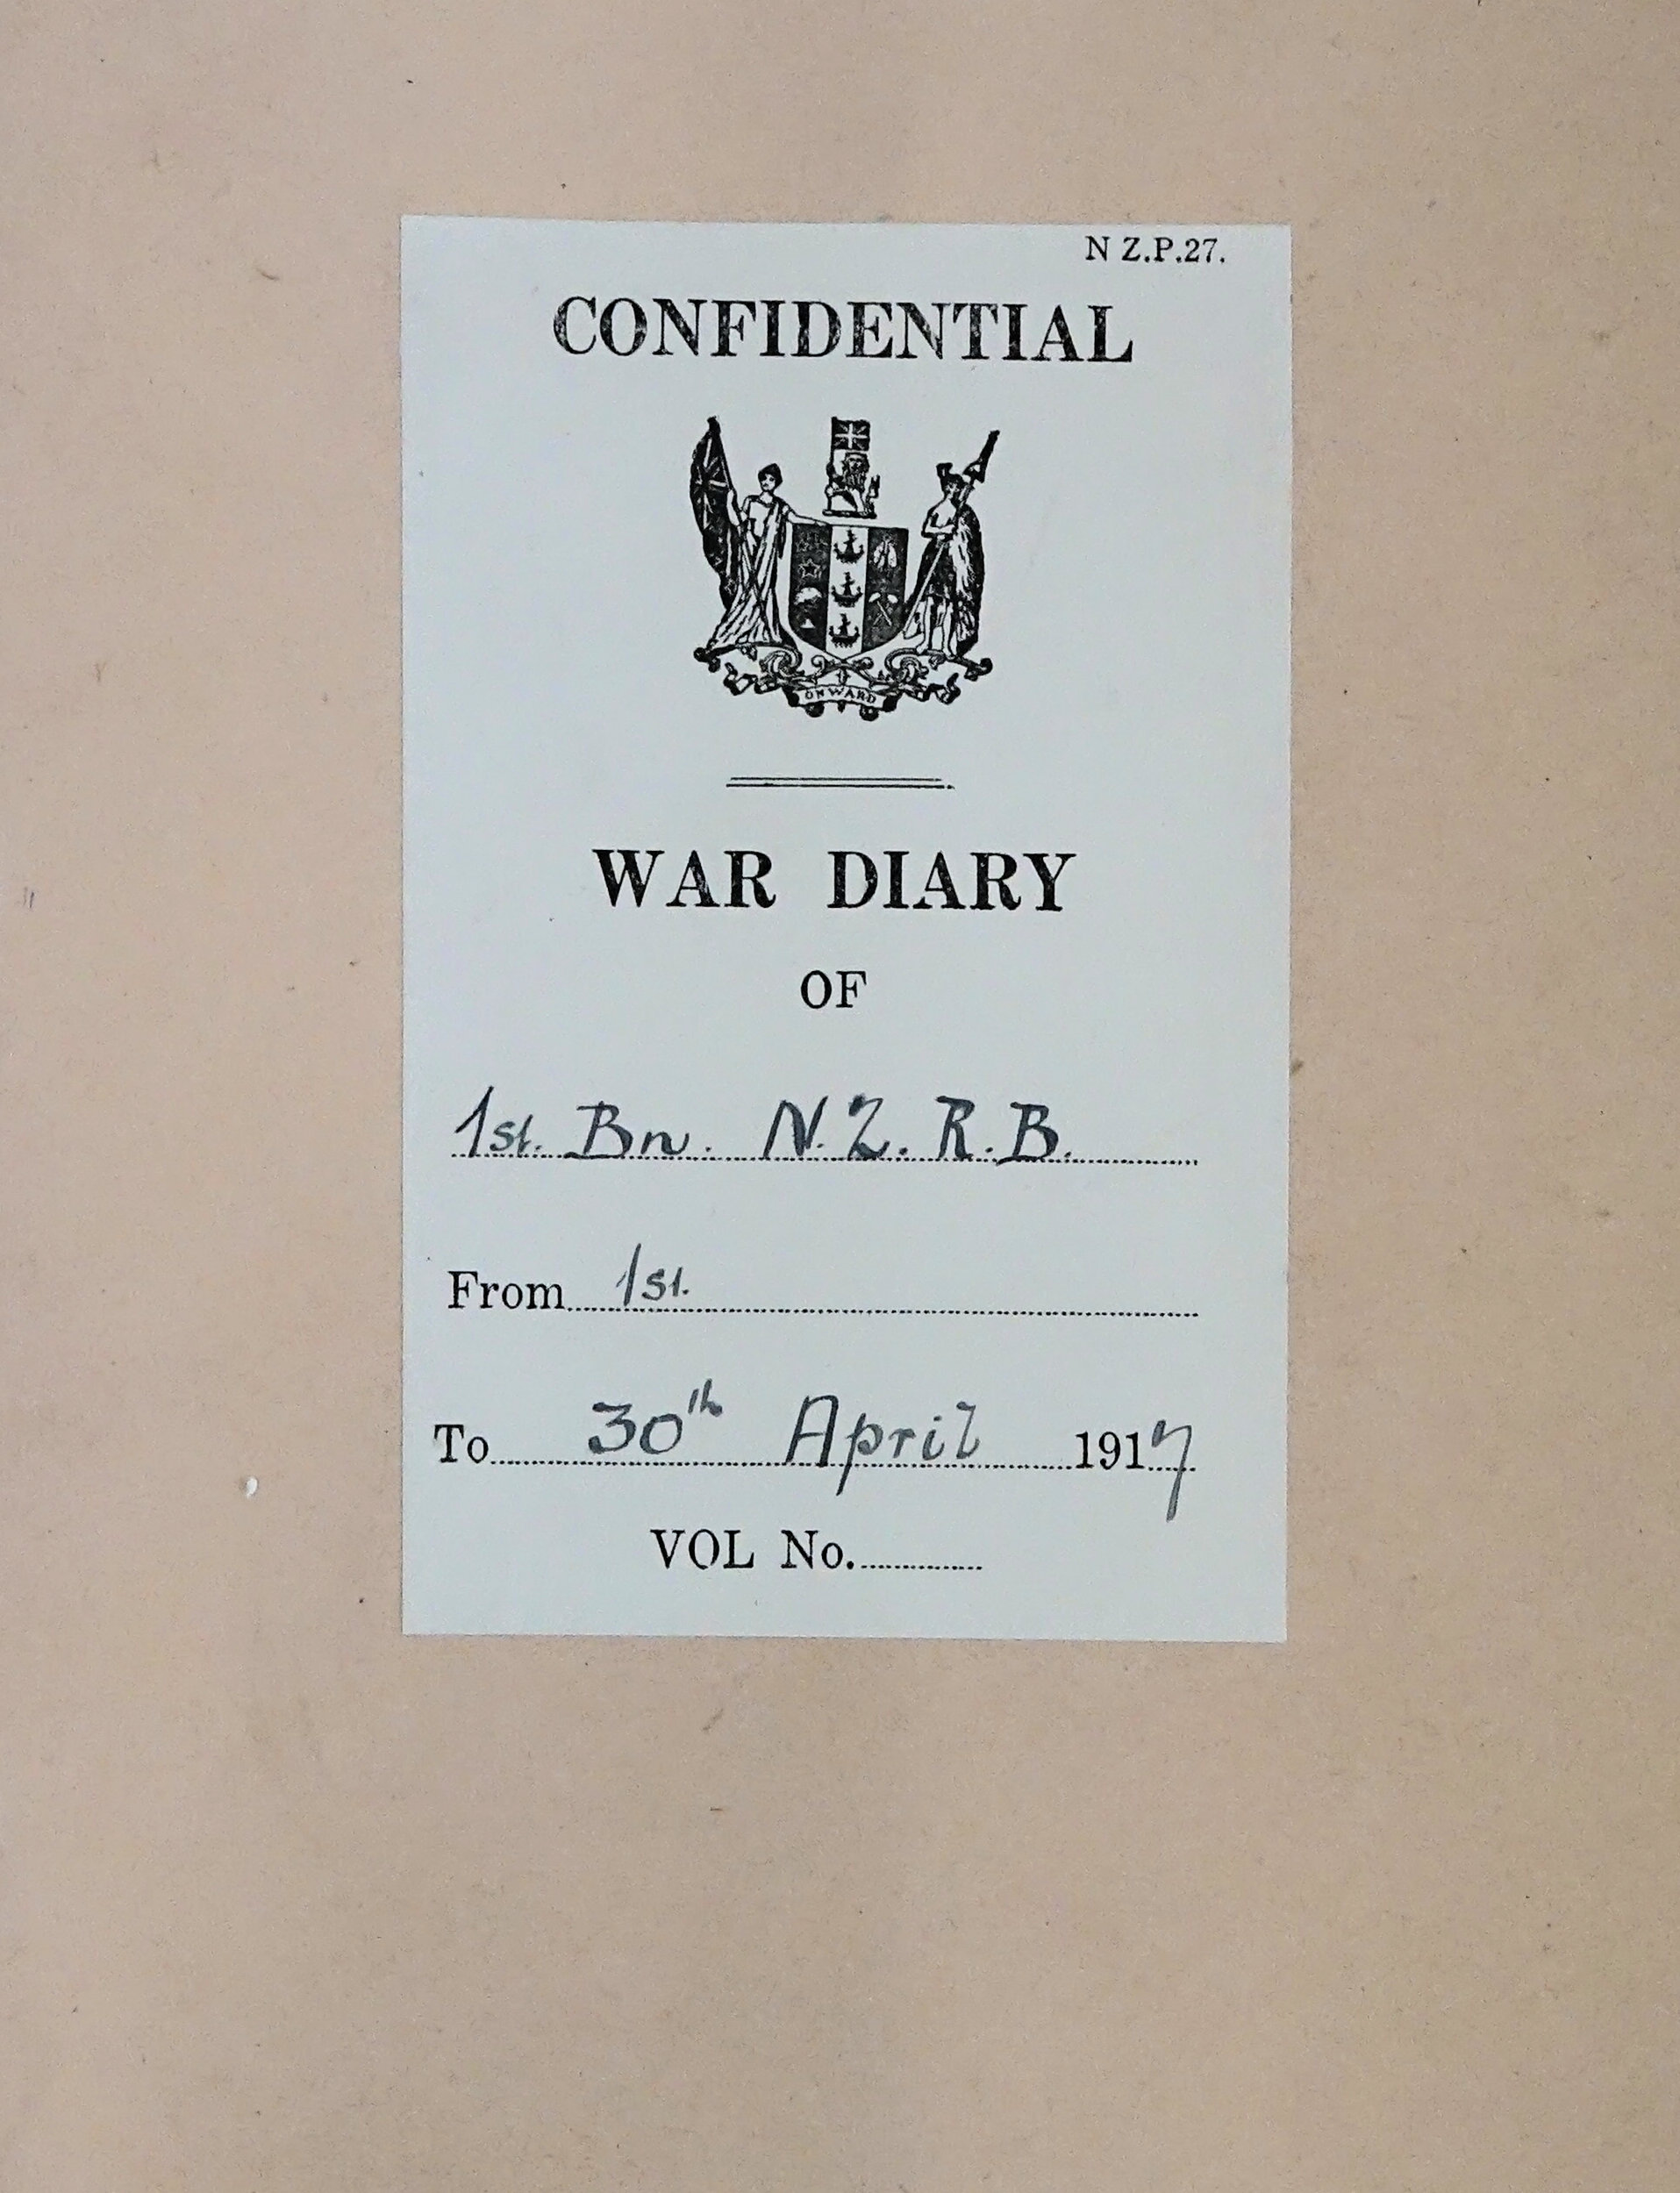 N Z.P.27.
CONFIDENTIAL
ONWARD
WAR DIARY
OF
1st. Bn. N.Z.R.B.
From 1st.
To 30th April 1917
VOL No.